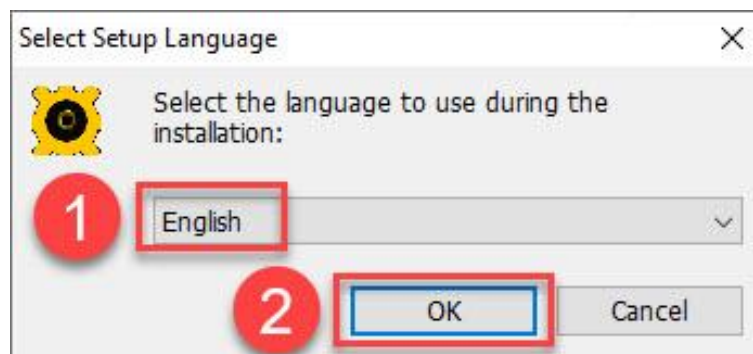 Select Setup Language
Select the language to use during the
installation:
1
English
2
OK
Cancel